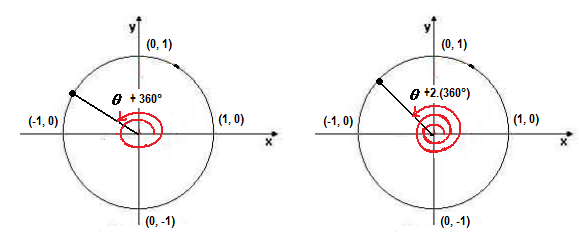 y
(0, 1)
θ + 360°
(-1, 0)
(1, 0)
x
(0, -1)
y
(0, 1)
θ +2.(360°)
(-1, 0)
(1, 0)
x
(0, -1)